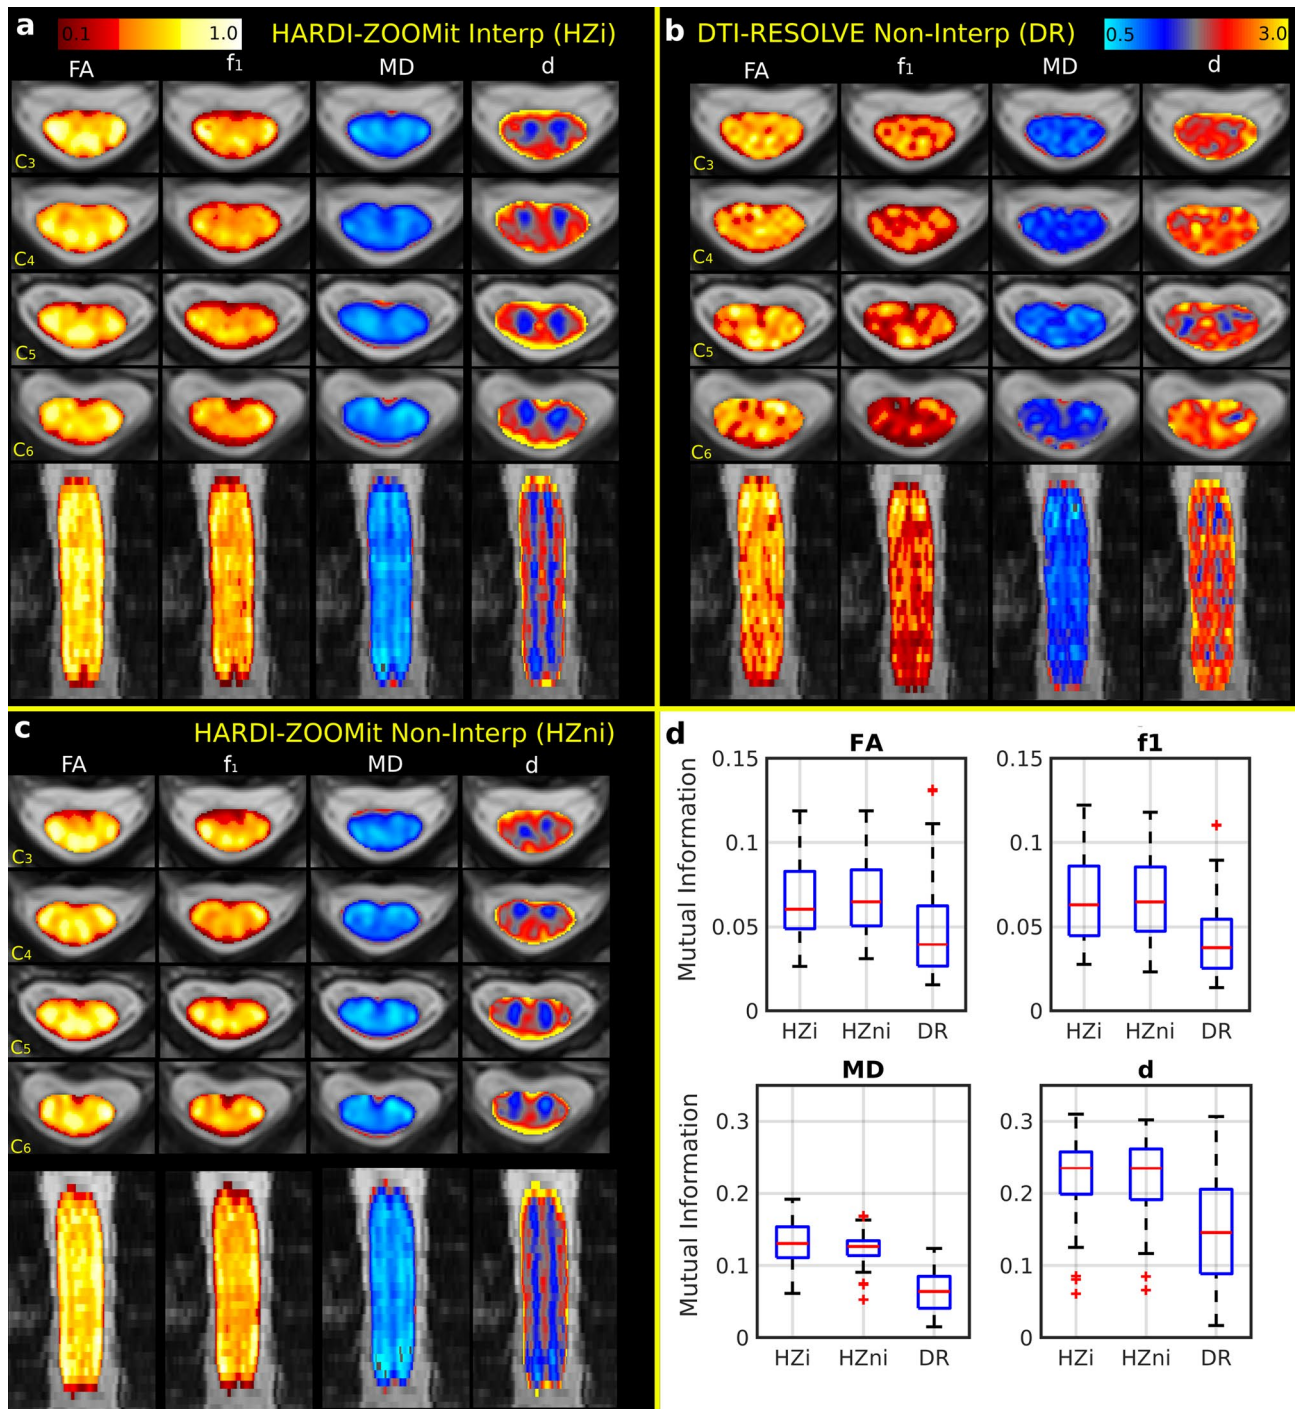 a
0.1 1.0
HARDI-ZOOMit Interp (HZi)
FA f₁ MD d
C₃
C₄
C₅
C₆
b
DTI-RESOLVE Non-Interp (DR)
0.5 3.0
FA f₁ MD d
C₃
C₄
C₅
C₆
c
HARDI-ZOOMit Non-Interp (HZni)
FA f₁ MD d
C₃
C₄
C₅
C₆
d
FA
Mutual Information
0.15
0.1
0.05
0
HZi HZni DR
f1
0.15
0.1
0.05
0
HZi HZni DR
MD
Mutual Information
0.3
0.2
0.1
0
HZi HZni DR
d
0.3
0.2
0.1
0
HZi HZni DR